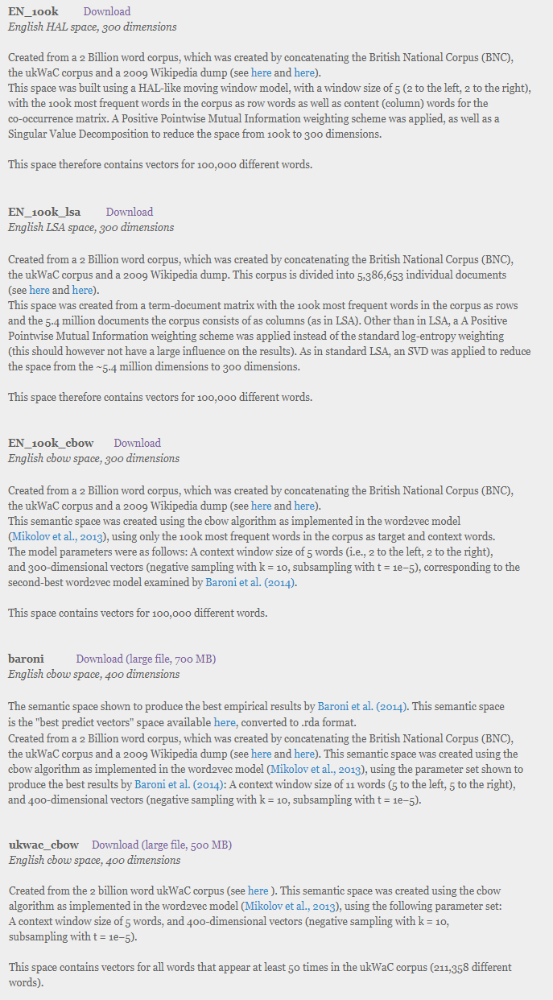 EN_100k Download
English HAL space, 300 dimensions
Created from a 2 Billion word corpus, which was created by concatenating the British National Corpus (BNC),
the ukWaC corpus and a 2009 Wikipedia dump (see here and here).
This space was built using a HAL-like moving window model, with a window size of 5 (2 to the left, 2 to the right),
with the 100k most frequent words in the corpus as row words as well as content (column) words for the
co-occurrence matrix. A Positive Pointwise Mutual Information weighting scheme was applied, as well as a
Singular Value Decomposition to reduce the space from 100k to 300 dimensions.
This space therefore contains vectors for 100,000 different words.
EN_100k_lsa Download
English LSA space, 300 dimensions
Created from a 2 Billion word corpus, which was created by concatenating the British National Corpus (BNC),
the ukWaC corpus and a 2009 Wikipedia dump. This corpus is divided into 5,386,653 individual documents
(see here and here).
This space was created from a term-document matrix with the 100k most frequent words in the corpus as rows
and the 5.4 million documents the corpus consists of as columns (as in LSA). Other than in LSA, a A Positive
Pointwise Mutual Information weighting scheme was applied instead of the standard log-entropy weighting
(this should however not have a large influence on the results). As in standard LSA, an SVD was applied to reduce
the space from the ~5.4 million dimensions to 300 dimensions.
This space therefore contains vectors for 100,000 different words.
EN_100k_cbow Download
English cbow space, 300 dimensions
Created from a 2 Billion word corpus, which was created by concatenating the British National Corpus (BNC),
the ukWaC corpus and a 2009 Wikipedia dump (see here and here).
This semantic space was created using the cbow algorithm as implemented in the word2vec model
(Mikolov et al., 2013), using only the 100k most frequent words in the corpus as target and context words.
The model parameters were as follows: A context window size of 5 words (i.e., 2 to the left, 2 to the right),
and 300-dimensional vectors (negative sampling with k = 10, subsampling with t = 1e−5), corresponding to the
second-best word2vec model examined by Baroni et al. (2014).
This space contains vectors for 100,000 different words.
baroni Download (large file, 700 MB)
English cbow space, 400 dimensions
The semantic space shown to produce the best empirical results by Baroni et al. (2014). This semantic space
is the "best predict vectors" space available here, converted to .rda format.
Created from a 2 Billion word corpus, which was created by concatenating the British National Corpus (BNC),
the ukWaC corpus and a 2009 Wikipedia dump (see here and here). This semantic space was created using the
cbow algorithm as implemented in the word2vec model (Mikolov et al., 2013), using the parameter set shown to
produce the best results by Baroni et al. (2014): A context window size of 11 words (5 to the left, 5 to the right),
and 400-dimensional vectors (negative sampling with k = 10, subsampling with t = 1e−5).
ukwac_cbow Download (large file, 500 MB)
English cbow space, 400 dimensions
Created from the 2 billion word ukWaC corpus (see here ). This semantic space was created using the cbow
algorithm as implemented in the word2vec model (Mikolov et al., 2013), using the following parameter set:
A context window size of 5 words, and 400-dimensional vectors (negative sampling with k = 10,
subsampling with t = 1e−5).
This space contains vectors for all words that appear at least 50 times in the ukWaC corpus (211,358 different
words).